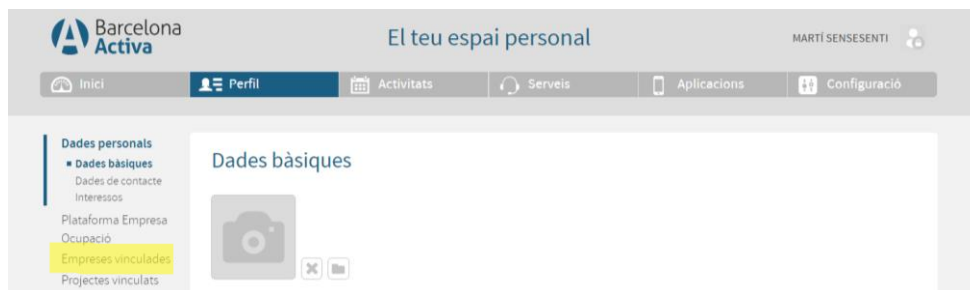 Barcelona
Activa
El teu espai personal
MARTÍ SENSESENTI
Inici
Perfil
Activitats
Serveis
Aplicacions
Configuració
Dades personals
Dades bàsiques
Dades de contacte
Interessos
Plataforma Empresa
Ocupació
Empreses vinculades
Projectes vinculats
Dades bàsiques